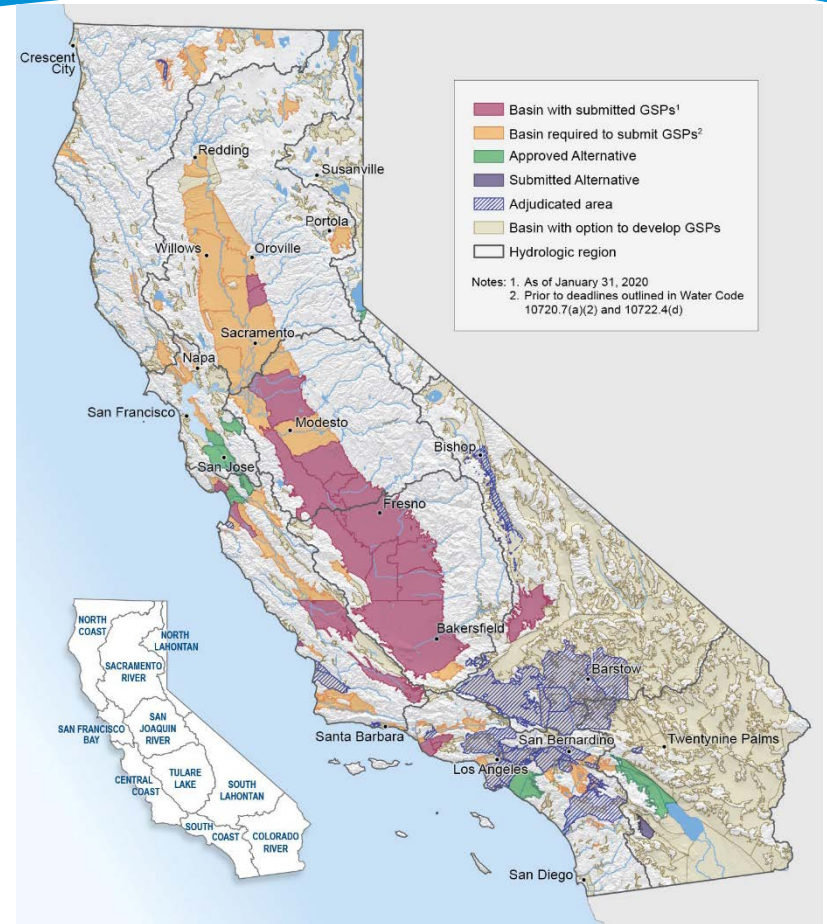 Crescent
City
Redding
Susanville
Portola
Willows
Oroville
Sacramento
Napa
San Francisco
Modesto
San Jose
Bishop
Fresno
Bakersfield
Barstow
Santa Barbara
San Bernardino
Twentynine Palms
Los Angeles
San Diego
Basin with submitted GSPs¹
Basin required to submit GSPs²
Approved Alternative
Submitted Alternative
Adjudicated area
Basin with option to develop GSPs
Hydrologic region
Notes: 1. As of January 31, 2020
2. Prior to deadlines outlined in Water Code
10720.7(a)(2) and 10722.4(d)
NORTH
COAST
NORTH
LAHONTAN
SACRAMENTO
RIVER
SAN FRANCISCO
BAY
SAN
JOAQUIN
RIVER
CENTRAL
COAST
TULARE
LAKE
SOUTH
LAHONTAN
SOUTH
COAST
COLORADO
RIVER